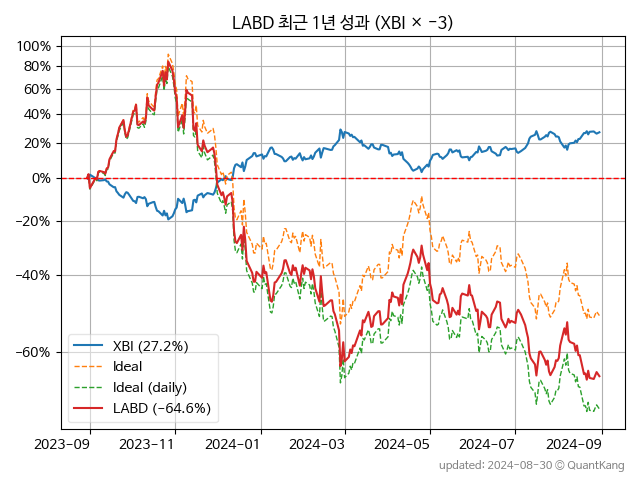 LABD 최근 1년 성과 (XBI × −3)
100%
80%
60%
40%
20%
0%
−20%
−40%
−60%
XBI (27.2%)
Ideal
Ideal (daily)
LABD (−64.6%)
2023-09 2023-11 2024-01 2024-03 2024-05 2024-07 2024-09
updated: 2024-08-30 © QuantKang